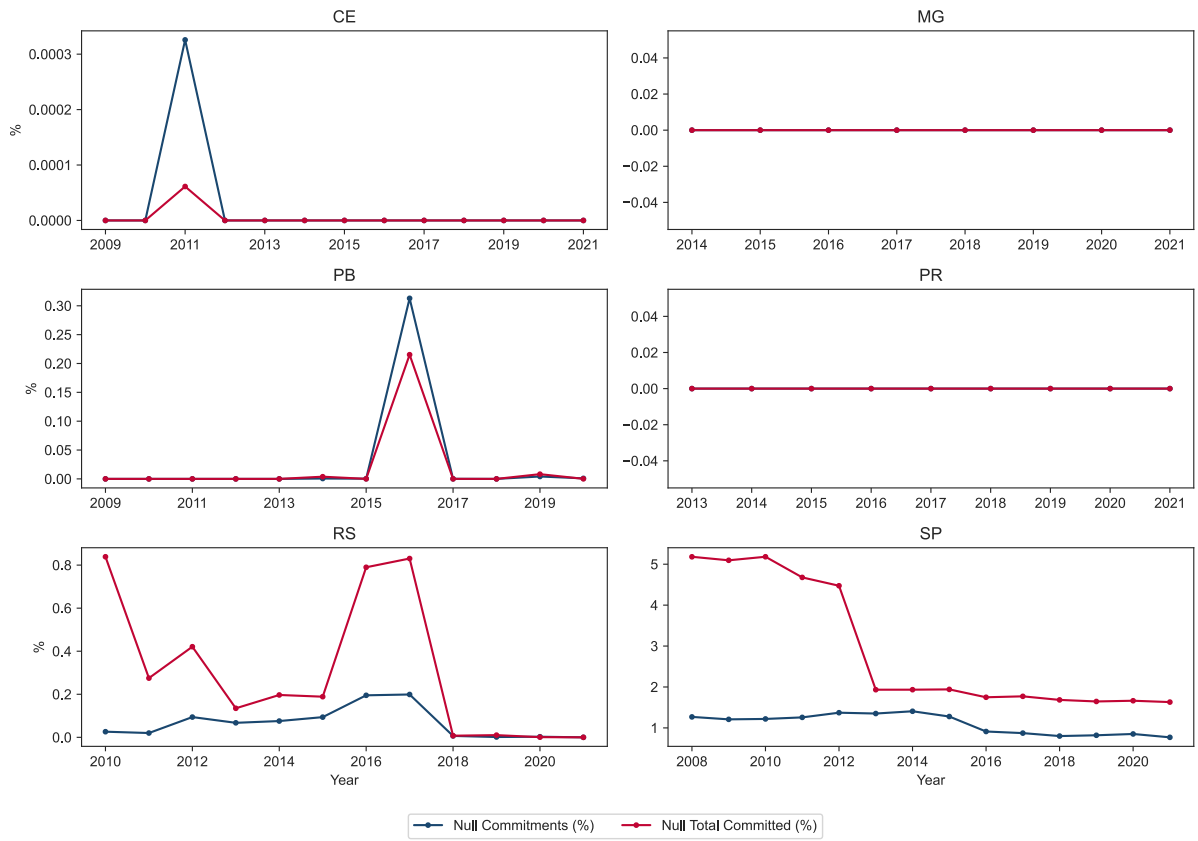 CE
0.0003
0.0002
0.0001
0.0000
%
2009 2011 2013 2015 2017 2019 2021
MG
0.04
0.02
0.00
−0.02
−0.04
2014 2015 2016 2017 2018 2019 2020 2021
PB
0.30
0.25
0.20
0.15
0.10
0.05
0.00
%
2009 2011 2013 2015 2017 2019
PR
0.04
0.02
0.00
−0.02
−0.04
2013 2014 2015 2016 2017 2018 2019 2020 2021
RS
0.8
0.6
0.4
0.2
0.0
%
2010 2012 2014 2016 2018 2020
Year
SP
5
4
3
2
1
2008 2010 2012 2014 2016 2018 2020
Year
Null Commitments (%) Null Total Committed (%)